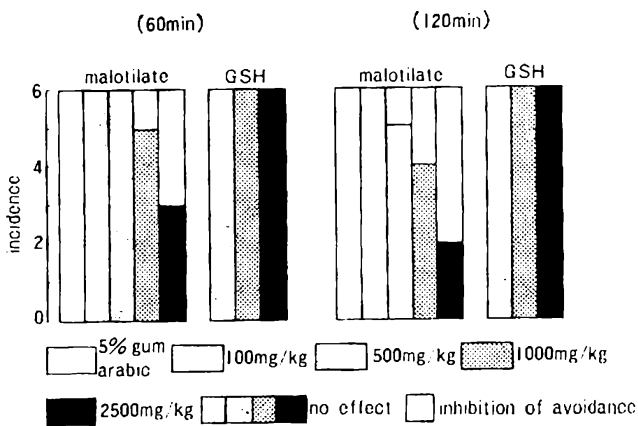 (60min) (120min)
malotilate GSH malotilate GSH
6
4
2
0
incidence
5% gum arabic 100mg/kg 500mg/kg 1000mg/kg
2500mg/kg no effect inhibition of avoidance